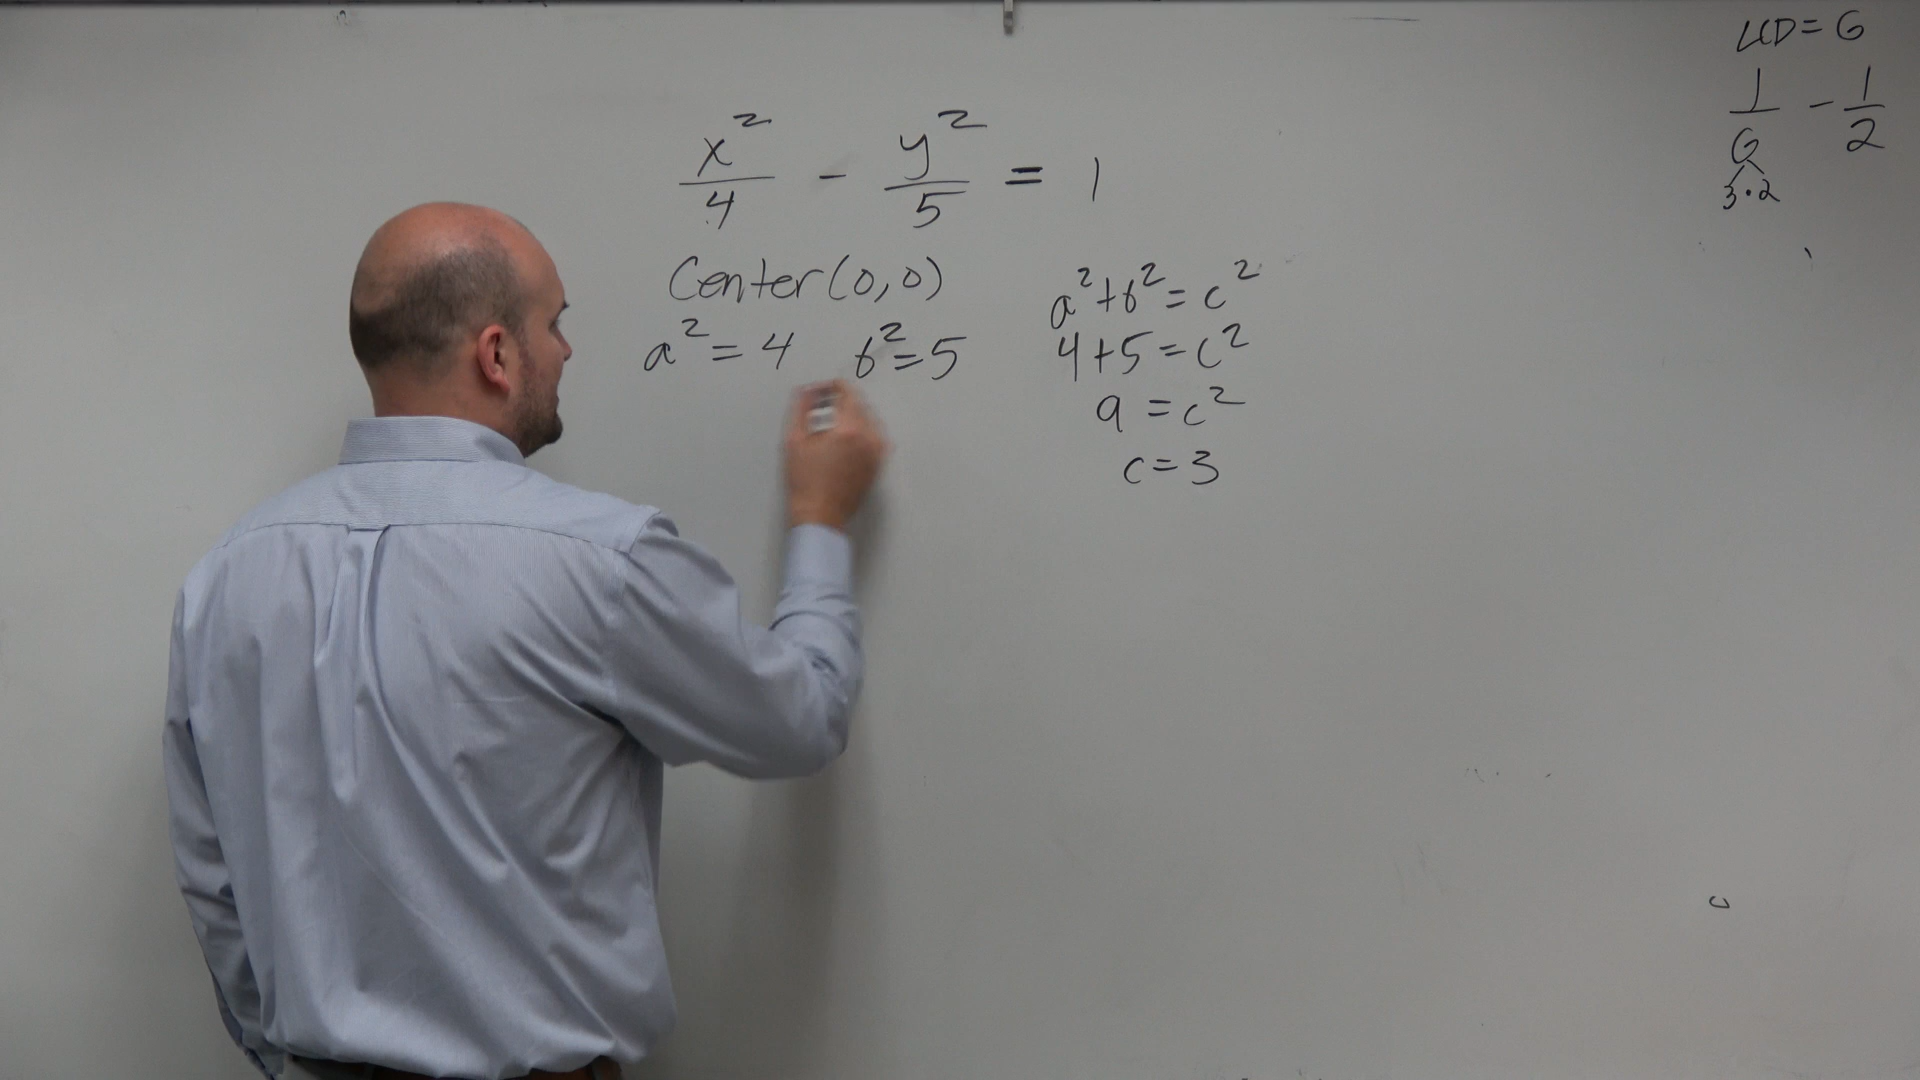 x²/4 - y²/5 = 1
Center (0,0)
a² = 4 b² = 5
a² + b² = c²
4 + 5 = c²
9 = c²
c = 3
LCD = 6
1/6 - 1/2
3·2